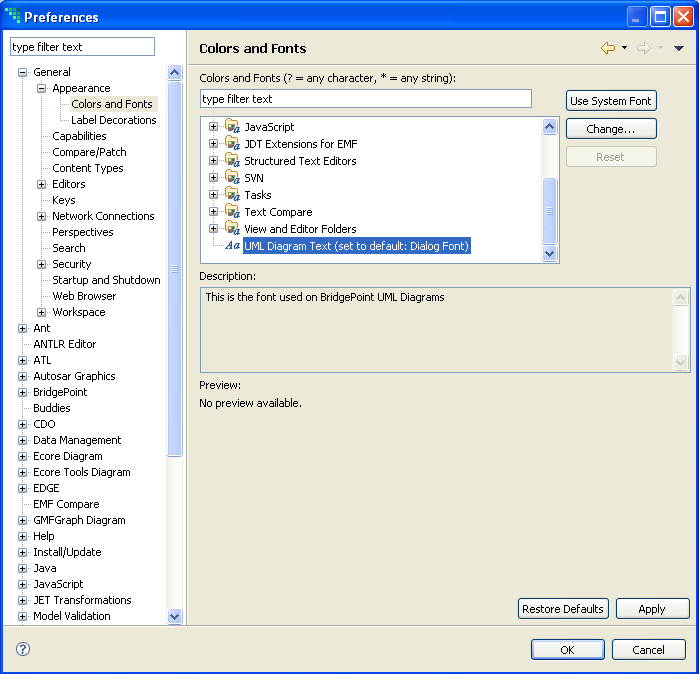 Preferences
type filter text
General
Appearance
Colors and Fonts
Label Decorations
Capabilities
Compare/Patch
Content Types
Editors
Keys
Network Connections
Perspectives
Search
Security
Startup and Shutdown
Web Browser
Workspace
Ant
ANTLR Editor
ATL
Autosar Graphics
BridgePoint
Buddies
CDO
Data Management
Ecore Diagram
Ecore Tools Diagram
EDGE
EMF Compare
GMFGraph Diagram
Help
Install/Update
Java
JavaScript
JET Transformations
Model Validation
Colors and Fonts
Colors and Fonts (? = any character, * = any string):
type filter text
JavaScript
JDT Extensions for EMF
Structured Text Editors
SVN
Tasks
Text Compare
View and Editor Folders
Aa UML Diagram Text (set to default: Dialog Font)
Use System Font
Change...
Reset
Description:
This is the font used on BridgePoint UML Diagrams
Preview:
No preview available.
Restore Defaults
Apply
?
OK
Cancel